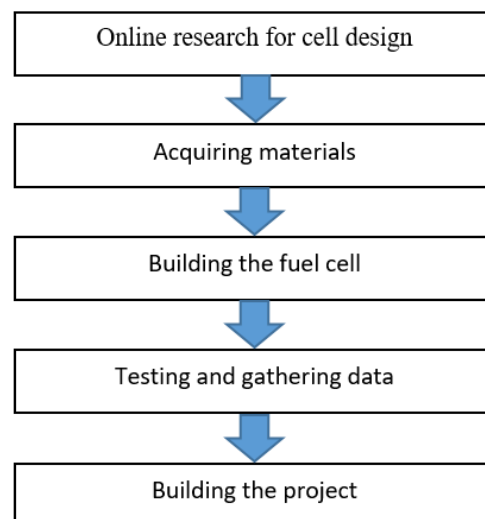 Online research for cell design
Acquiring materials
Building the fuel cell
Testing and gathering data
Building the project